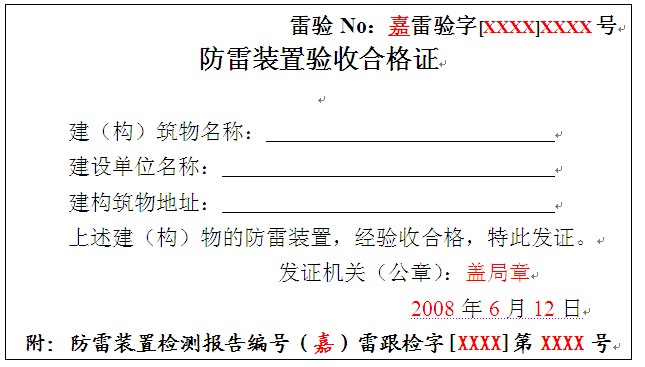 雷验 No：嘉雷验字[XXXX]XXXX 号
防雷装置验收合格证
建（构）筑物名称：
建设单位名称：
建构筑物地址：
上述建（构）物的防雷装置，经验收合格，特此发证。
发证机关（公章）：盖局章
2008 年 6 月 12 日
附：防雷装置检测报告编号（嘉）雷跟检字[XXXX]第 XXXX 号